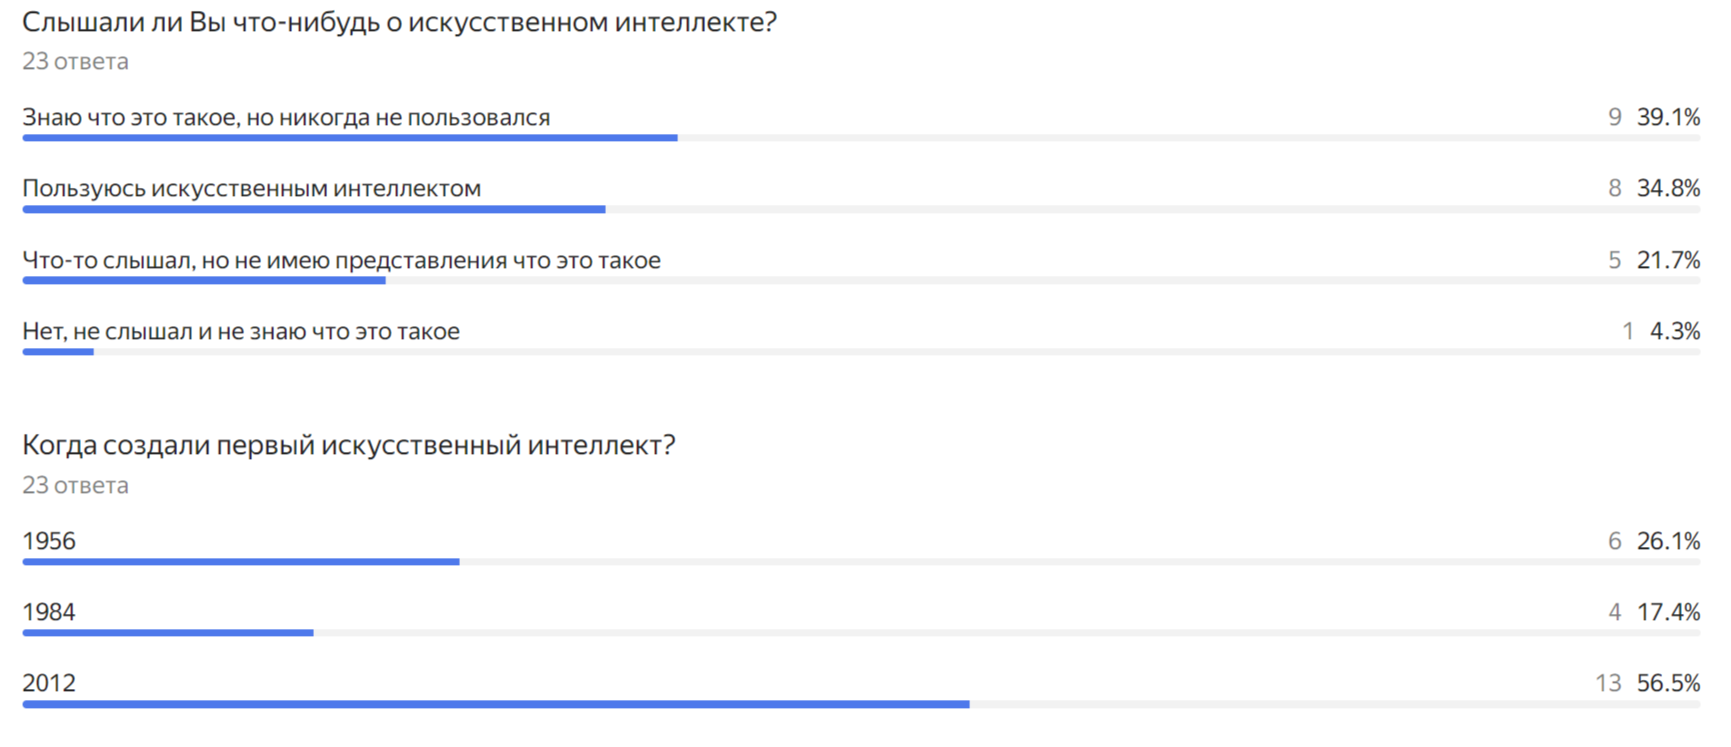 Слышали ли Вы что-нибудь о искусственном интеллекте?
23 ответа
Знаю что это такое, но никогда не пользовался 9 39.1%
Пользуюсь искусственным интеллектом 8 34.8%
Что-то слышал, но не имею представления что это такое 5 21.7%
Нет, не слышал и не знаю что это такое 1 4.3%
Когда создали первый искусственный интеллект?
23 ответа
1956 6 26.1%
1984 4 17.4%
2012 13 56.5%